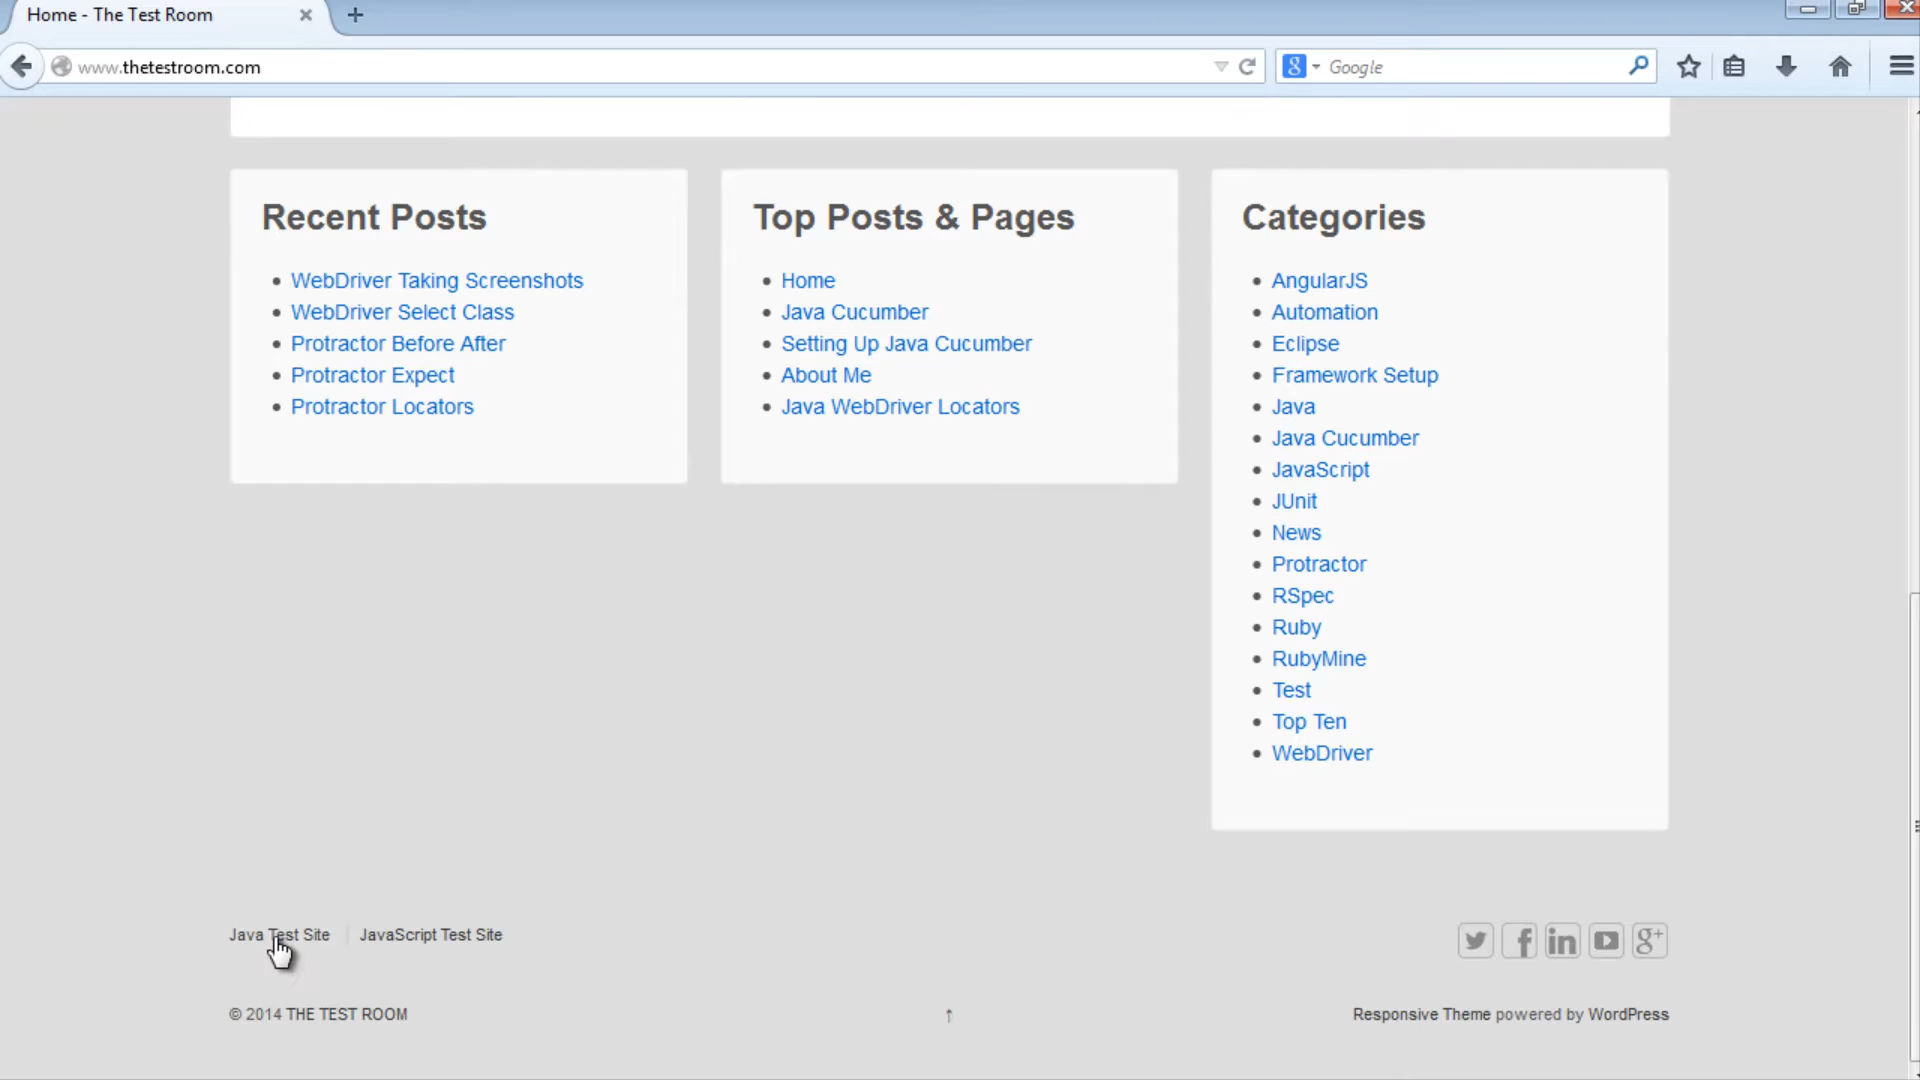 Home - The Test Room
www.thetestroom.com
Google
Recent Posts
WebDriver Taking Screenshots
WebDriver Select Class
Protractor Before After
Protractor Expect
Protractor Locators
Top Posts & Pages
Home
Java Cucumber
Setting Up Java Cucumber
About Me
Java WebDriver Locators
Categories
AngularJS
Automation
Eclipse
Framework Setup
Java
Java Cucumber
JavaScript
JUnit
News
Protractor
RSpec
Ruby
RubyMine
Test
Top Ten
WebDriver
Java Test Site
JavaScript Test Site
© 2014 THE TEST ROOM
↑
Responsive Theme powered by WordPress